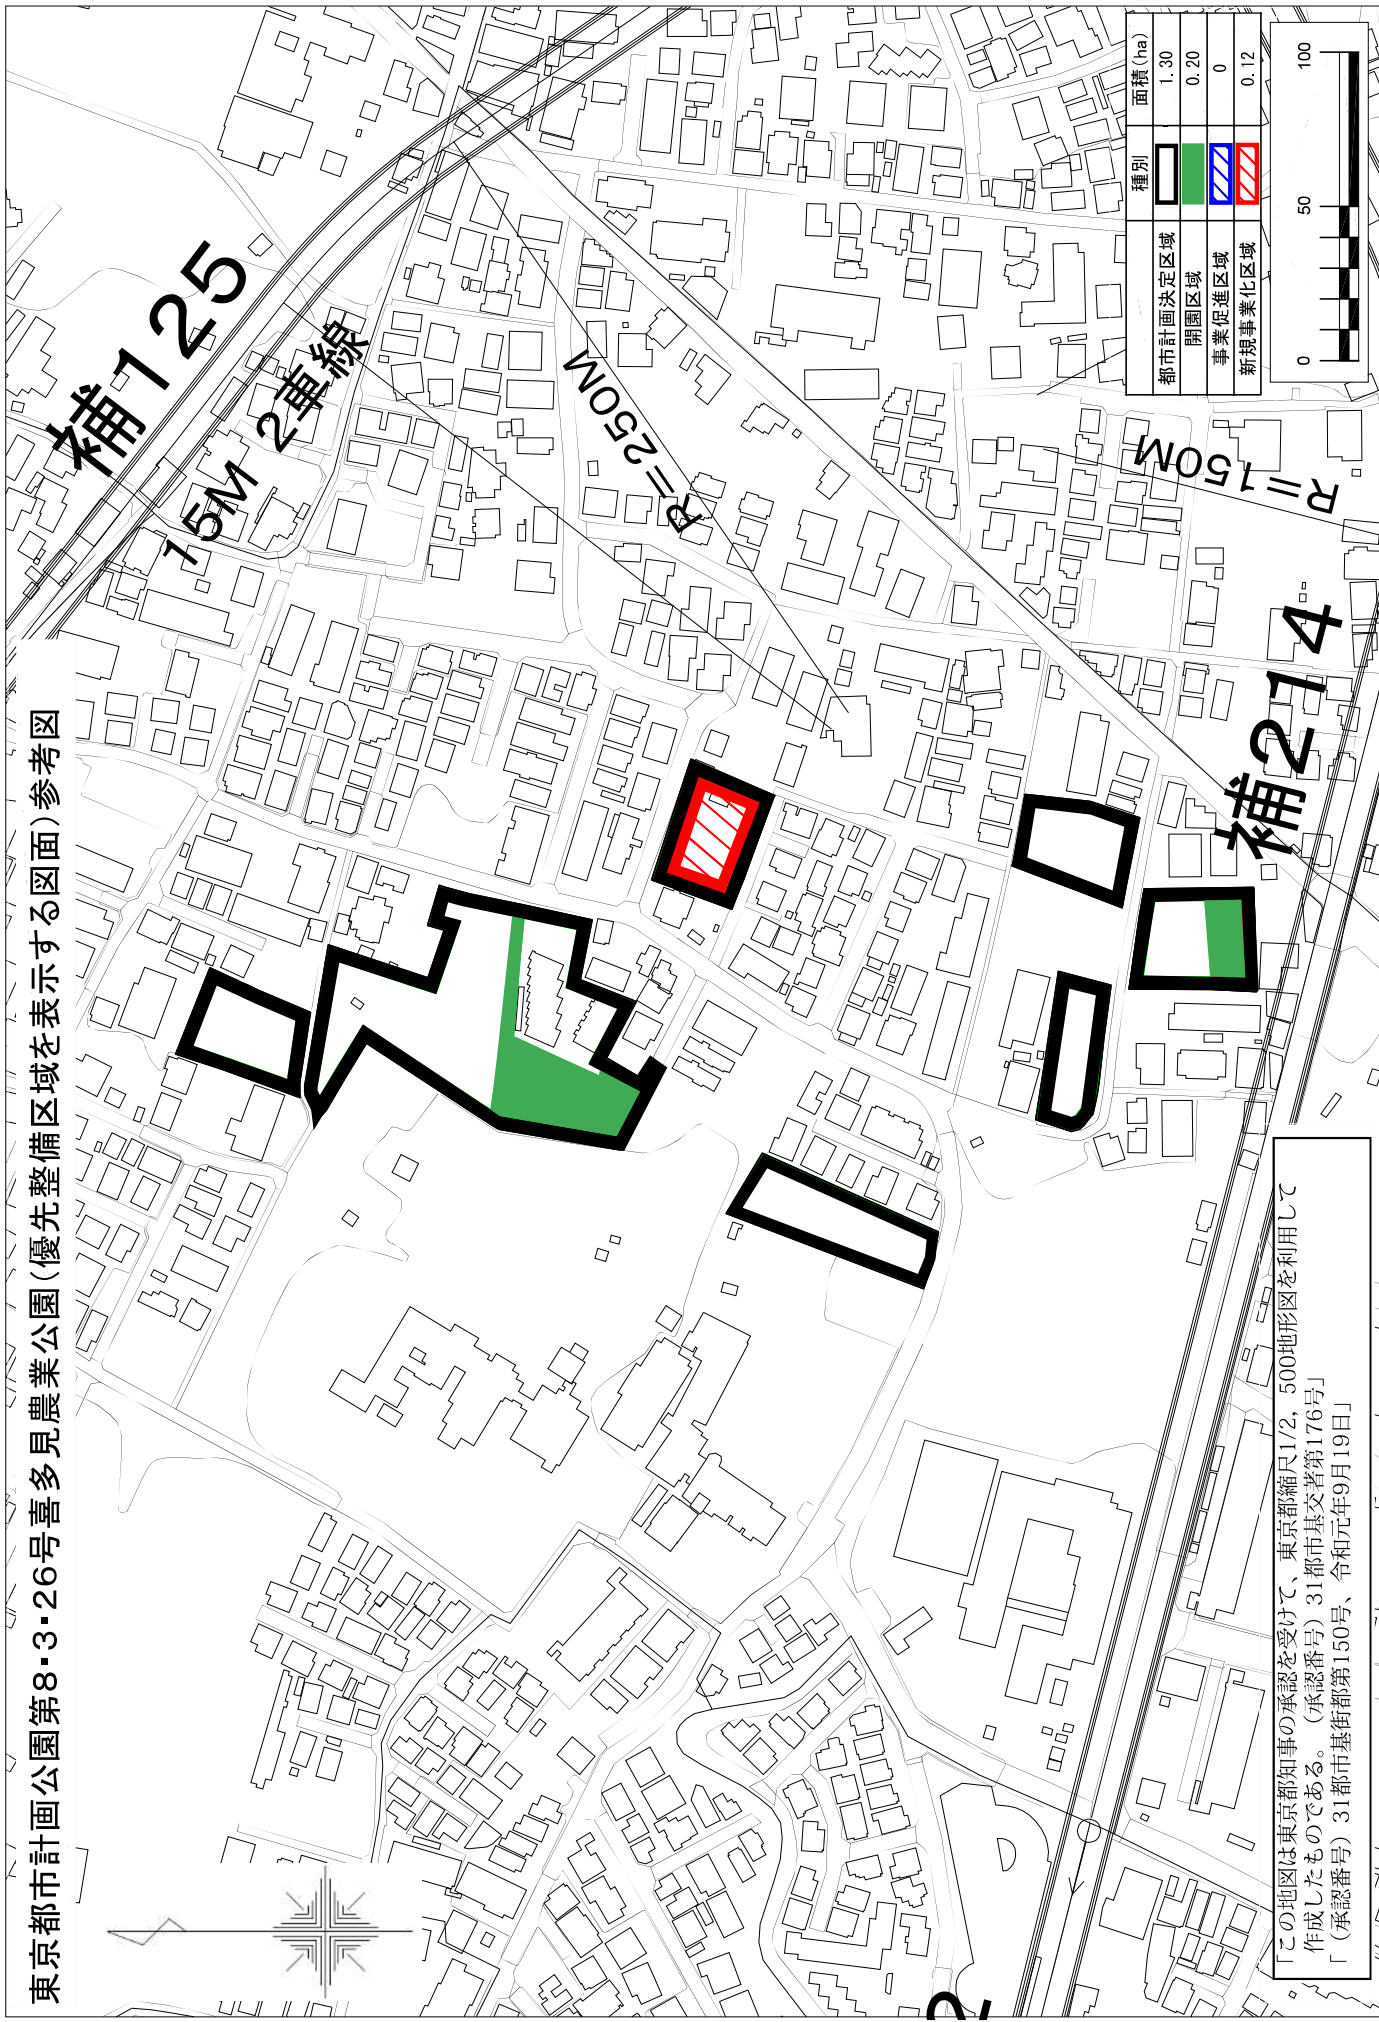 東京都市計画公園第8・3・26号喜多見農業公園(優先整備区域を表示する図面)参考図
補125
15M 2車線
R=250M
R=150M
補214
2
種別 面積(ha)
都市計画決定区域 1.30
開園区域 0.20
事業促進区域 0
新規事業化区域 0.12
0 50 100
「この地図は東京都知事の承認を受けて、東京都縮尺1/2,500地形図を利用して
作成したものである。(承認番号)31都市基交著第176号」
「(承認番号)31都市基街都第150号、令和元年9月19日」